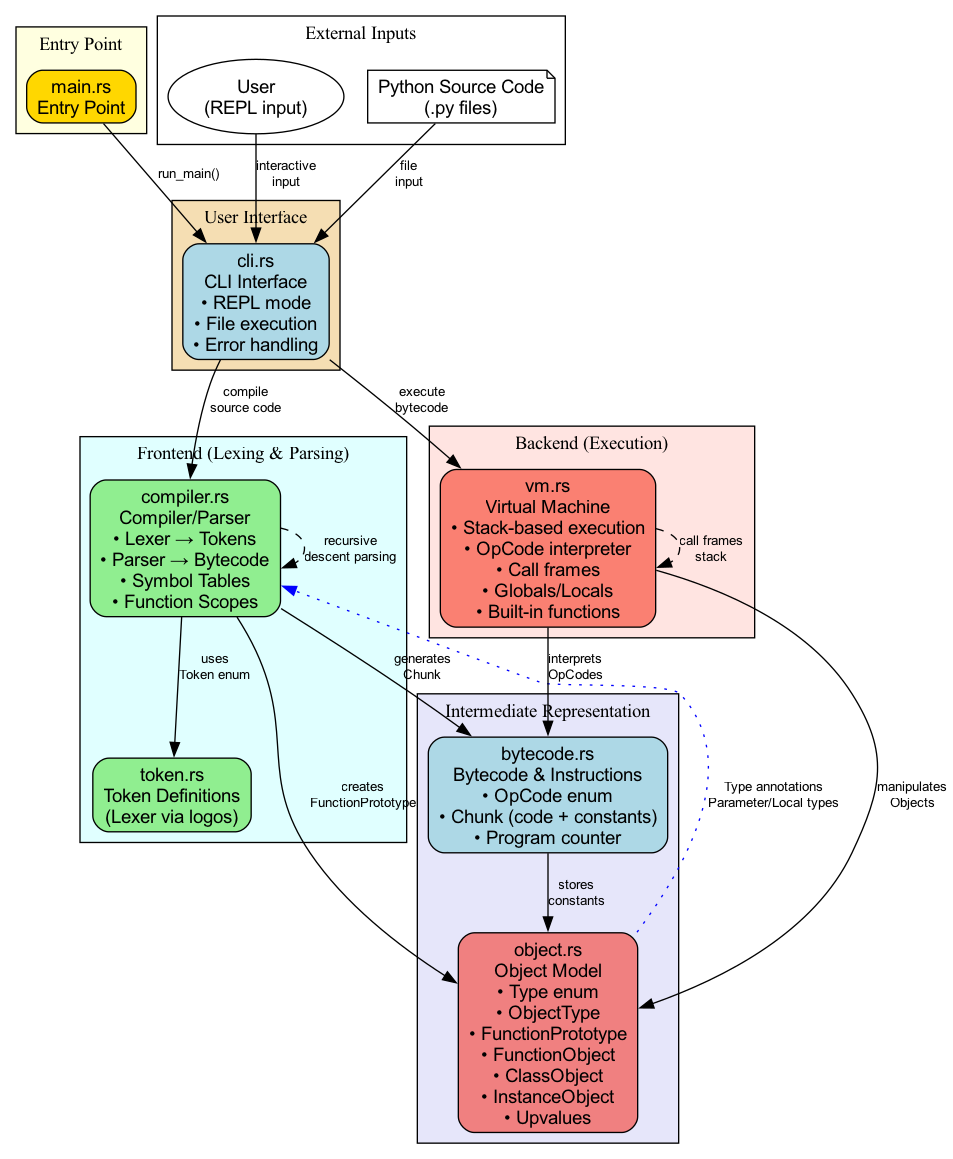 Entry Point
main.rs
Entry Point
External Inputs
User
(REPL input)
Python Source Code
(.py files)
run_main()
interactive
input
file
input
User Interface
cli.rs
CLI Interface
• REPL mode
• File execution
• Error handling
compile
source code
execute
bytecode
Frontend (Lexing & Parsing)
compiler.rs
Compiler/Parser
• Lexer → Tokens
• Parser → Bytecode
• Symbol Tables
• Function Scopes
recursive
descent parsing
Backend (Execution)
vm.rs
Virtual Machine
• Stack-based execution
• OpCode interpreter
• Call frames
• Globals/Locals
• Built-in functions
call frames
stack
uses
Token enum
generates
Chunk
interprets
OpCodes
token.rs
Token Definitions
(Lexer via logos)
creates
FunctionPrototype
Intermediate Representation
bytecode.rs
Bytecode & Instructions
• OpCode enum
• Chunk (code + constants)
• Program counter
Type annotations
Parameter/Local types
manipulates
Objects
stores
constants
object.rs
Object Model
• Type enum
• ObjectType
• FunctionPrototype
• FunctionObject
• ClassObject
• InstanceObject
• Upvalues